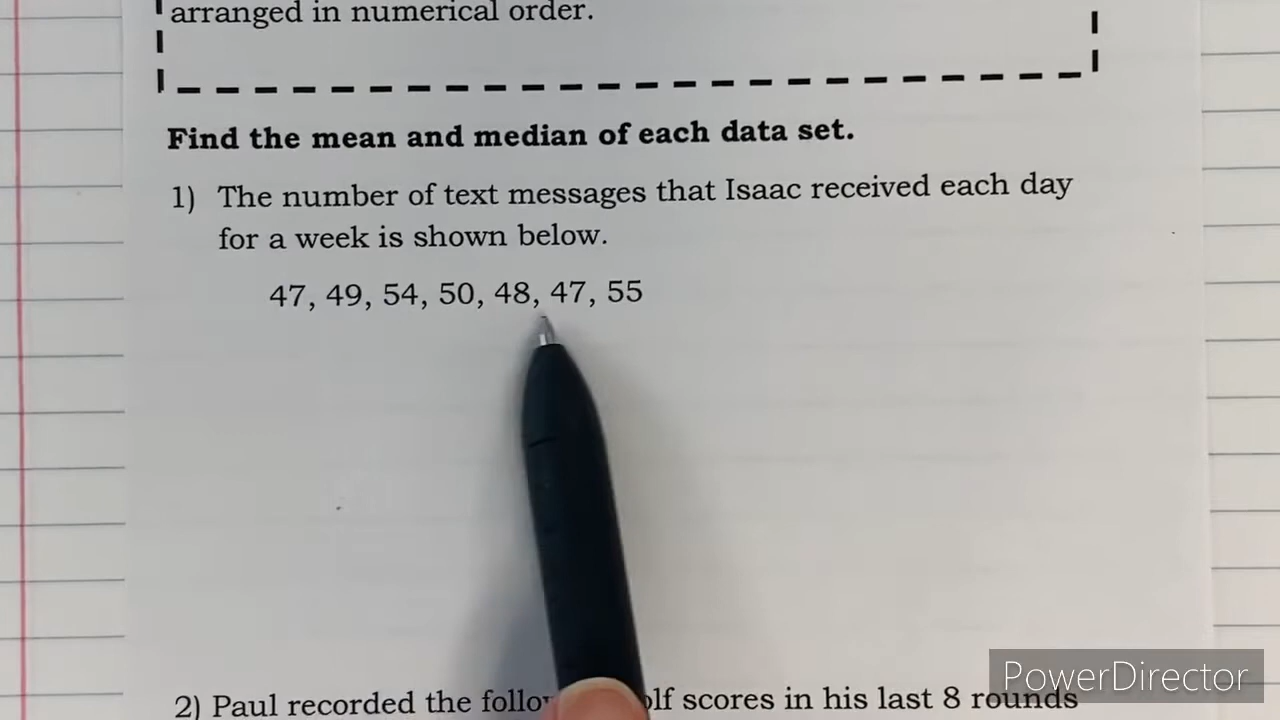 arranged in numerical order.
Find the mean and median of each data set.
1) The number of text messages that Isaac received each day
for a week is shown below.
47, 49, 54, 50, 48, 47, 55
2) Paul recorded the scores in his last 8 rounds
PowerDirector